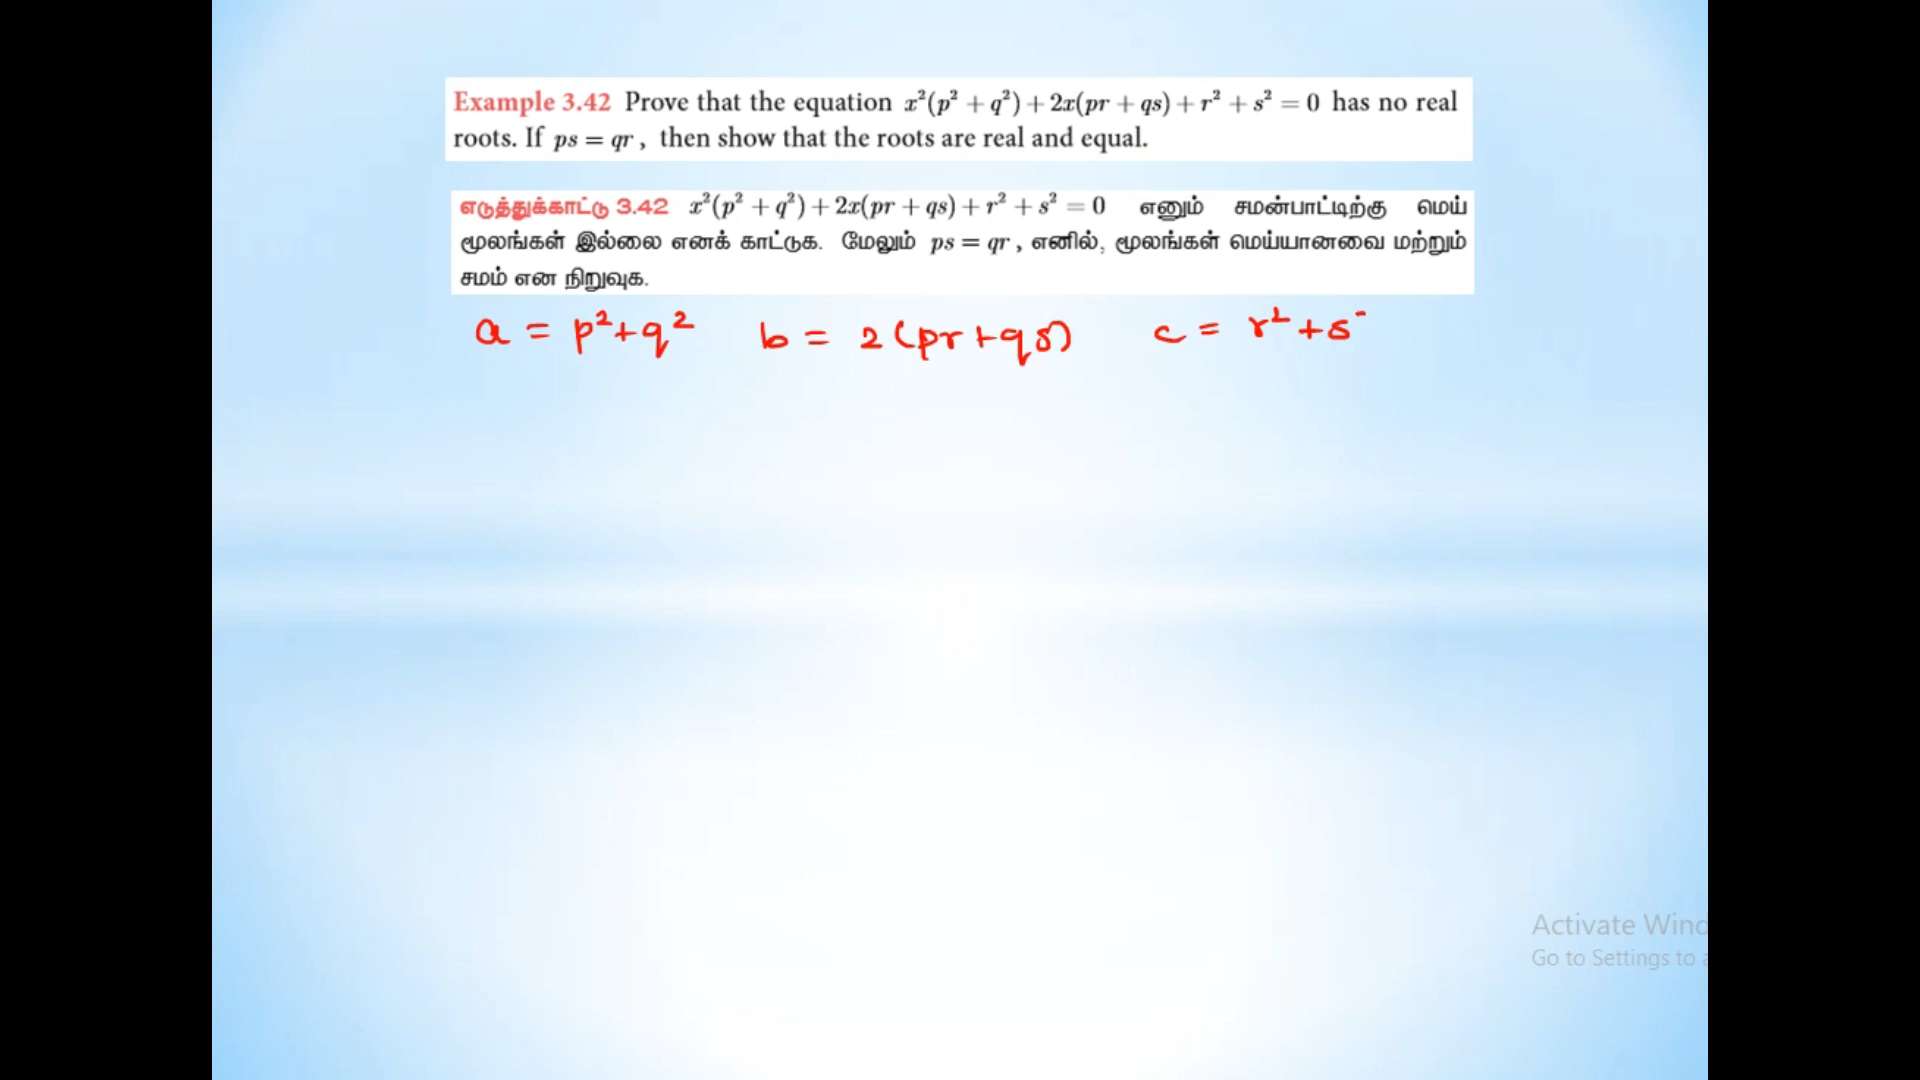 Example 3.42 Prove that the equation x²(p² + q²) + 2x(pr + qs) + r² + s² = 0 has no real
roots. If ps = qr , then show that the roots are real and equal.
எடுத்துக்காட்டு 3.42 x²(p² + q²) + 2x(pr + qs) + r² + s² = 0 எனும் சமன்பாட்டிற்கு மெய்
மூலங்கள் இல்லை எனக் காட்டுக. மேலும் ps = qr , எனில், மூலங்கள் மெய்யானவை மற்றும்
சமம் என நிறுவுக.
a = p²+q² b = 2(pr+qs) c = r²+s
Activate Wind
Go to Settings to a